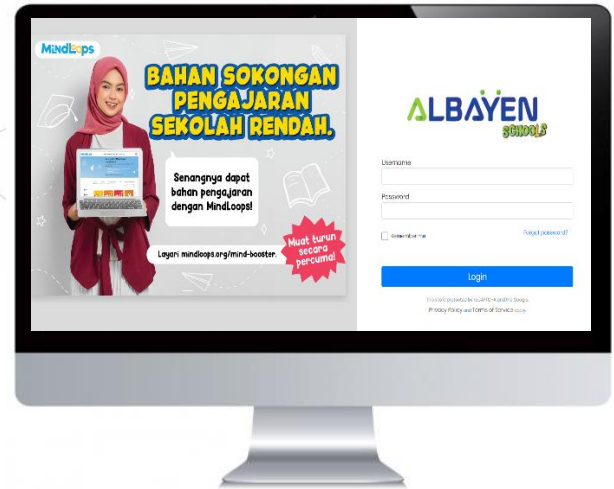 MiNdLoops
BAHAN SOKONGAN
PENGAJARAN
SEKOLAH RENDAH.
Senangnya dapat
bahan pengajaran
dengan MindLoops!
Layari mindloops.org/mind-booster.
Muat turun
secara
percuma!
ALBAYEN
SCHOOLS
Username
Password
Remember me
Forgot password?
Login
Privacy Policy and Terms of Service apply.